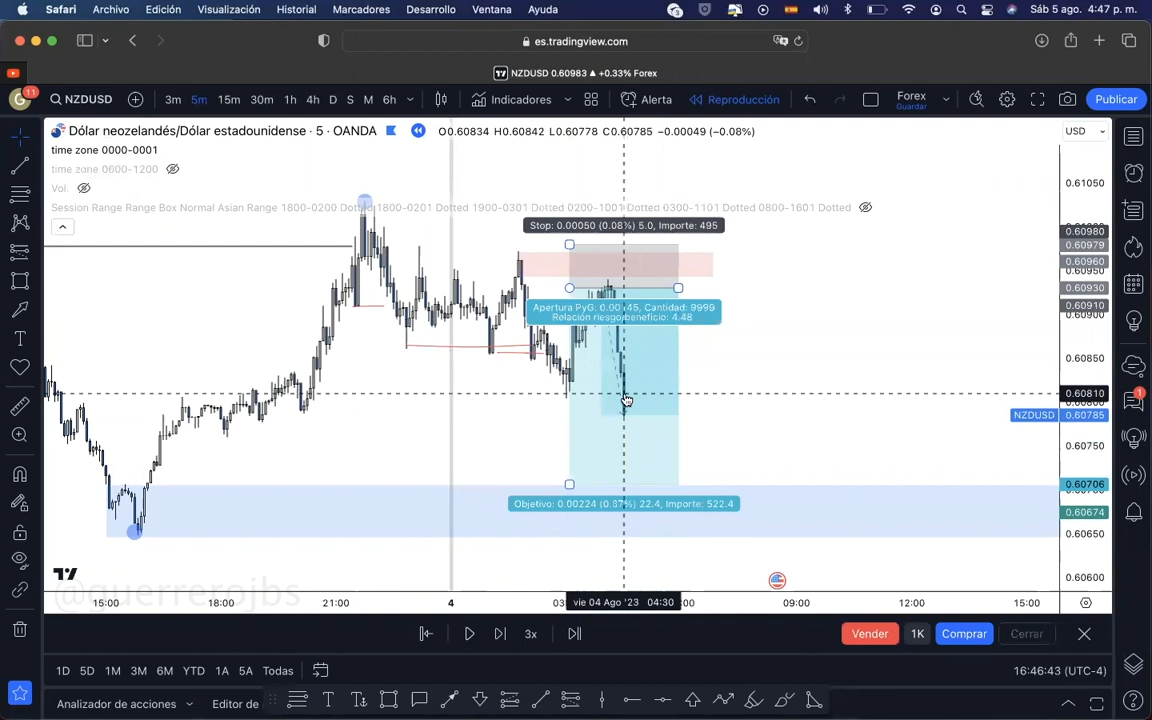 Safari Archivo Edición Visualización Historial Marcadores Desarrollo Ventana Ayuda Sáb 5 ago. 4:47 p. m.
es.tradingview.com
NZDUSD 0.60983 ▲ +0.33% Forex
G 11 NZDUSD 3m 5m 15m 30m 1h 4h D S M 6h Indicadores Alerta Reproducción Forex Guardar Publicar
Dólar neozelandés/Dólar estadounidense · 5 · OANDA O0.60834 H0.60842 L0.60778 C0.60785 −0.00049 (−0.08%) USD
time zone 0000-0001
time zone 0600-1200
Vol.
Session Range Range Box Normal Asian Range 1800-0200 Dotted 1800-0201 Dotted 1900-0301 Dotted 0200-1001 Dotted 0300-1101 Dotted 0800-1601 Dotted
Stop: 0.00050 (0.08%) 5.0, Importe: 495
Relación riesgo/beneficio: 4.48
Objetivo: 0.00224 (0.37%) 22.4, Importe: 522.4
0.61050
0.60980
0.60979
0.60960
0.60950
0.60930
0.60910
0.60900
0.60850
0.60810
NZDUSD 0.60785
0.60750
0.60706
0.60674
0.60650
0.60600
1
@guerrerojbs
15:00 18:00 21:00 4 vie 04 Ago '23 04:30 09:00 12:00 15:00
3x Vender 1K Comprar Cerrar
1D 5D 1M 3M 6M YTD 1A 5A Todas 16:46:43 (UTC-4)
Analizador de acciones Editor de